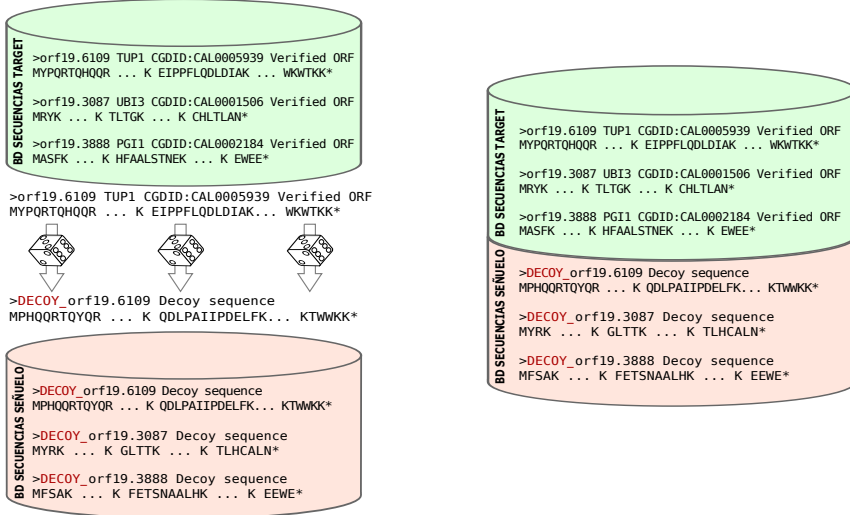 BD SECUENCIAS TARGET
>orf19.6109 TUP1 CGDID:CAL0005939 Verified ORF
MYPQRTQHQQR ... K EIPPFLQDLDIAK ... WKWTKK*
>orf19.3087 UBI3 CGDID:CAL0001506 Verified ORF
MRYK ... K TLTGK ... K CHLTLAN*
>orf19.3888 PGI1 CGDID:CAL0002184 Verified ORF
MASFK ... K HFAALSTNEK ... K EWEE*
>orf19.6109 TUP1 CGDID:CAL0005939 Verified ORF
MYPQRTQHQQR ... K EIPPFLQDLDIAK... WKWTKK*
>DECOY_orf19.6109 Decoy sequence
MPHQQRTQYQR ... K QDLPAIIPDELFK... KTWWKK*
BD SECUENCIAS SEÑUELO
>DECOY_orf19.6109 Decoy sequence
MPHQQRTQYQR ... K QDLPAIIPDELFK... KTWWKK*
>DECOY_orf19.3087 Decoy sequence
MYRK ... K GLTTK ... K TLHCALN*
>DECOY_orf19.3888 Decoy sequence
MFSAK ... K FETSNAALHK ... K EEWE*
BD SECUENCIAS TARGET
>orf19.6109 TUP1 CGDID:CAL0005939 Verified ORF
MYPQRTQHQQR ... K EIPPFLQDLDIAK ... WKWTKK*
>orf19.3087 UBI3 CGDID:CAL0001506 Verified ORF
MRYK ... K TLTGK ... K CHLTLAN*
>orf19.3888 PGI1 CGDID:CAL0002184 Verified ORF
MASFK ... K HFAALSTNEK ... K EWEE*
BD SECUENCIAS SEÑUELO
>DECOY_orf19.6109 Decoy sequence
MPHQQRTQYQR ... K QDLPAIIPDELFK... KTWWKK*
>DECOY_orf19.3087 Decoy sequence
MYRK ... K GLTTK ... K TLHCALN*
>DECOY_orf19.3888 Decoy sequence
MFSAK ... K FETSNAALHK ... K EEWE*